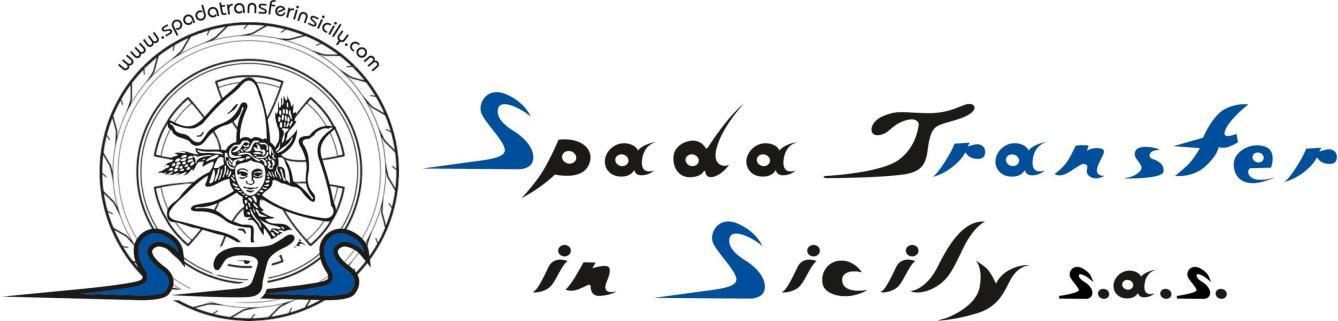 www.spadatransferinsicily.com
STS
Spada Transfer
in Sicily s.a.s.